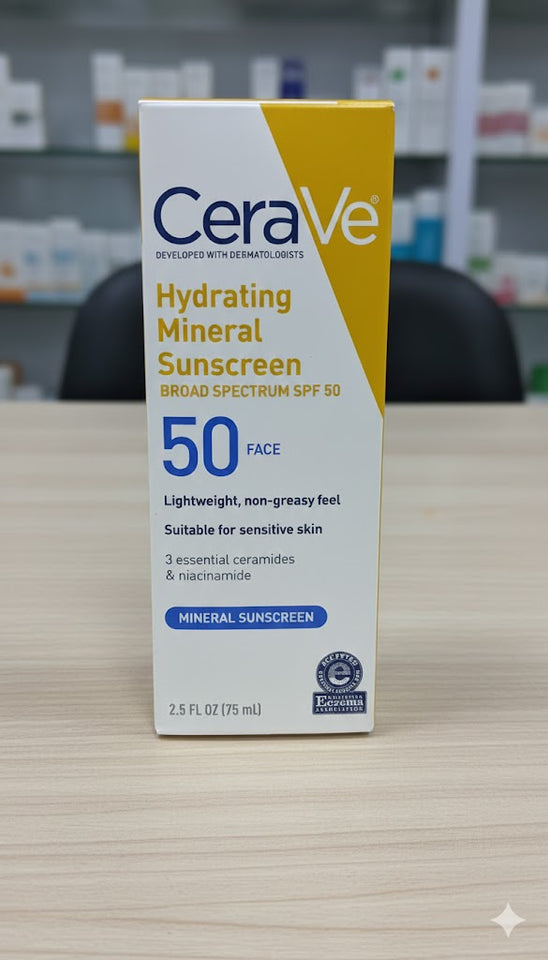 CeraVe®
DEVELOPED WITH DERMATOLOGISTS
Hydrating
Mineral
Sunscreen
BROAD SPECTRUM SPF 50
50 FACE
Lightweight, non-greasy feel
Suitable for sensitive skin
3 essential ceramides
& niacinamide
MINERAL SUNSCREEN
2.5 FL OZ (75 mL)
e
Eczema
ASSOCIATION